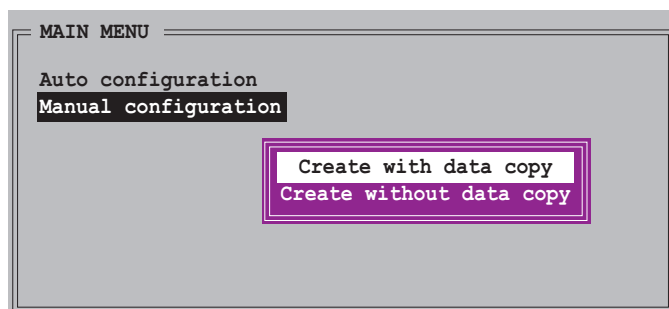 MAIN MENU
Auto configuration
Manual configuration
Create with data copy
Create without data copy